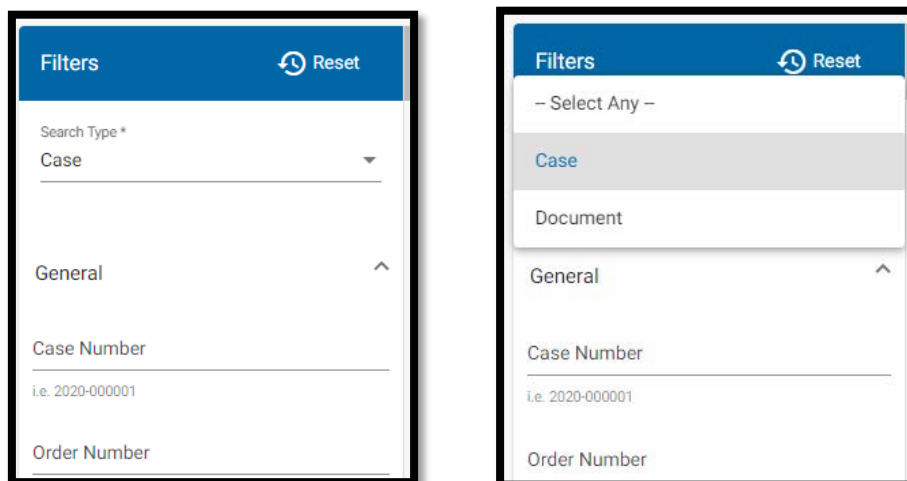 Filters Reset
Search Type *
Case
General
Case Number
i.e. 2020-000001
Order Number
Filters Reset
-- Select Any --
Case
Document
General
Case Number
i.e. 2020-000001
Order Number